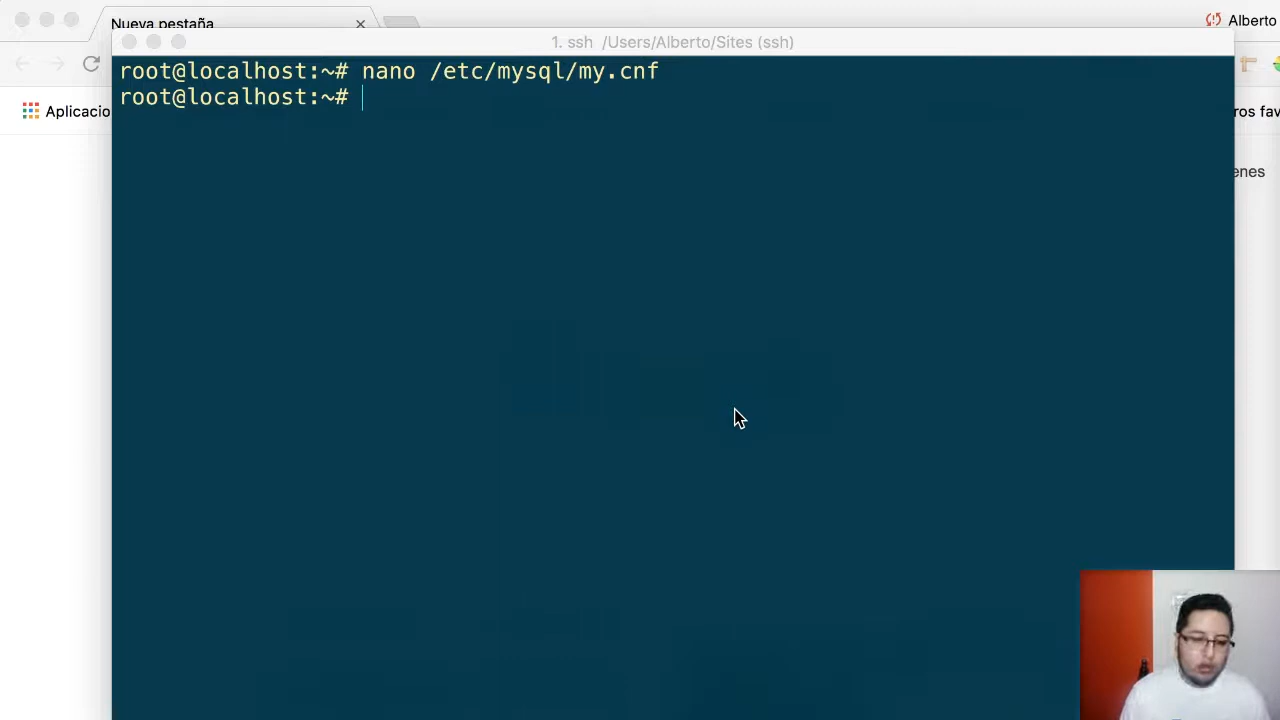 Nueva pestaña
Alberto
1. ssh /Users/Alberto/Sites (ssh)
root@localhost:~# nano /etc/mysql/my.cnf
root@localhost:~#
Aplicacio
ros fav
enes